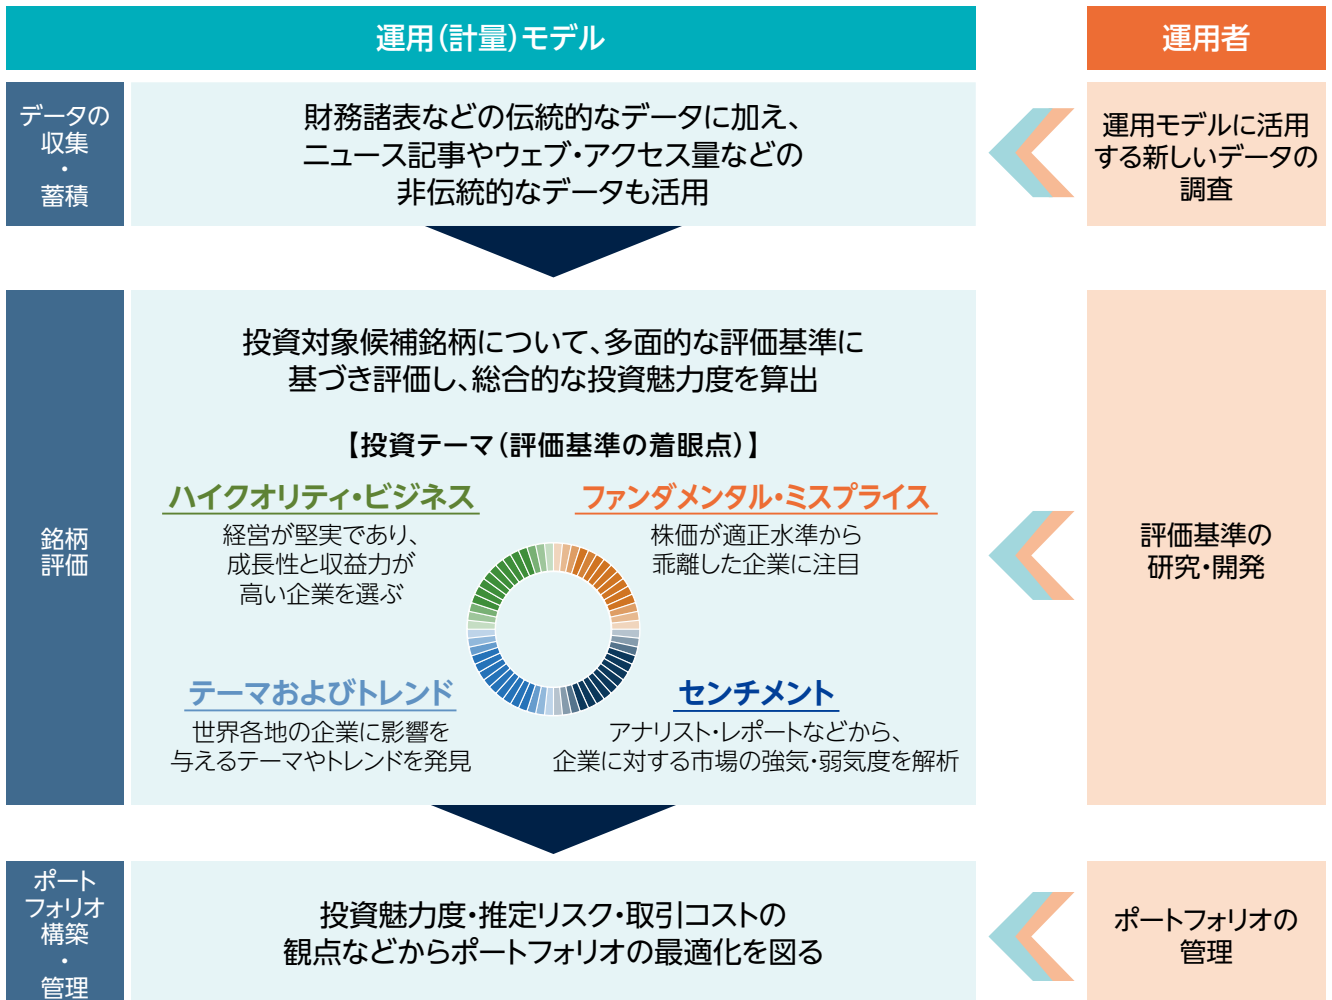 運用(計量)モデル
運用者
データの
収集
・
蓄積
財務諸表などの伝統的なデータに加え、
ニュース記事やウェブ・アクセス量などの
非伝統的なデータも活用
運用モデルに活用
する新しいデータの
調査
銘柄
評価
投資対象候補銘柄について、多面的な評価基準に
基づき評価し、総合的な投資魅力度を算出
【投資テーマ(評価基準の着眼点)】
ハイクオリティ・ビジネス
経営が堅実であり、
成長性と収益力が
高い企業を選ぶ
ファンダメンタル・ミスプライス
株価が適正水準から
乖離した企業に注目
テーマおよびトレンド
世界各地の企業に影響を
与えるテーマやトレンドを発見
センチメント
アナリスト・レポートなどから、
企業に対する市場の強気・弱気度を解析
評価基準の
研究・開発
ポート
フォリオ
構築
・
管理
投資魅力度・推定リスク・取引コストの
観点などからポートフォリオの最適化を図る
ポートフォリオの
管理